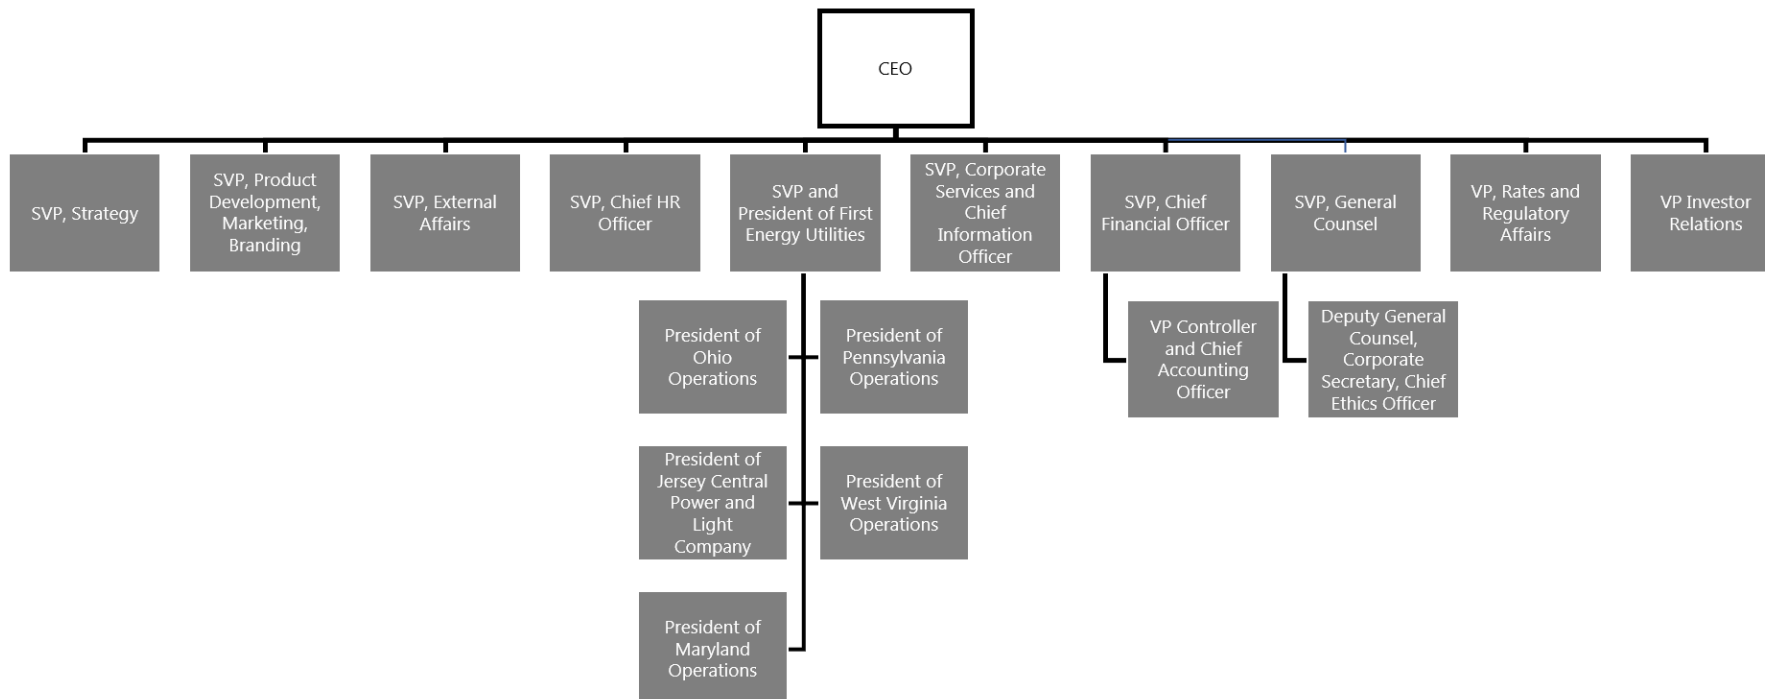 CEO
SVP, Strategy
SVP, Product
Development,
Marketing,
Branding
SVP, External
Affairs
SVP, Chief HR
Officer
SVP and
President of First
Energy Utilities
SVP, Corporate
Services and
Chief
Information
Officer
SVP, Chief
Financial Officer
SVP, General
Counsel
VP, Rates and
Regulatory
Affairs
VP Investor
Relations
President of
Ohio
Operations
President of
Pennsylvania
Operations
VP Controller
and Chief
Accounting
Officer
Deputy General
Counsel,
Corporate
Secretary, Chief
Ethics Officer
President of
Jersey Central
Power and
Light
Company
President of
West Virginia
Operations
President of
Maryland
Operations